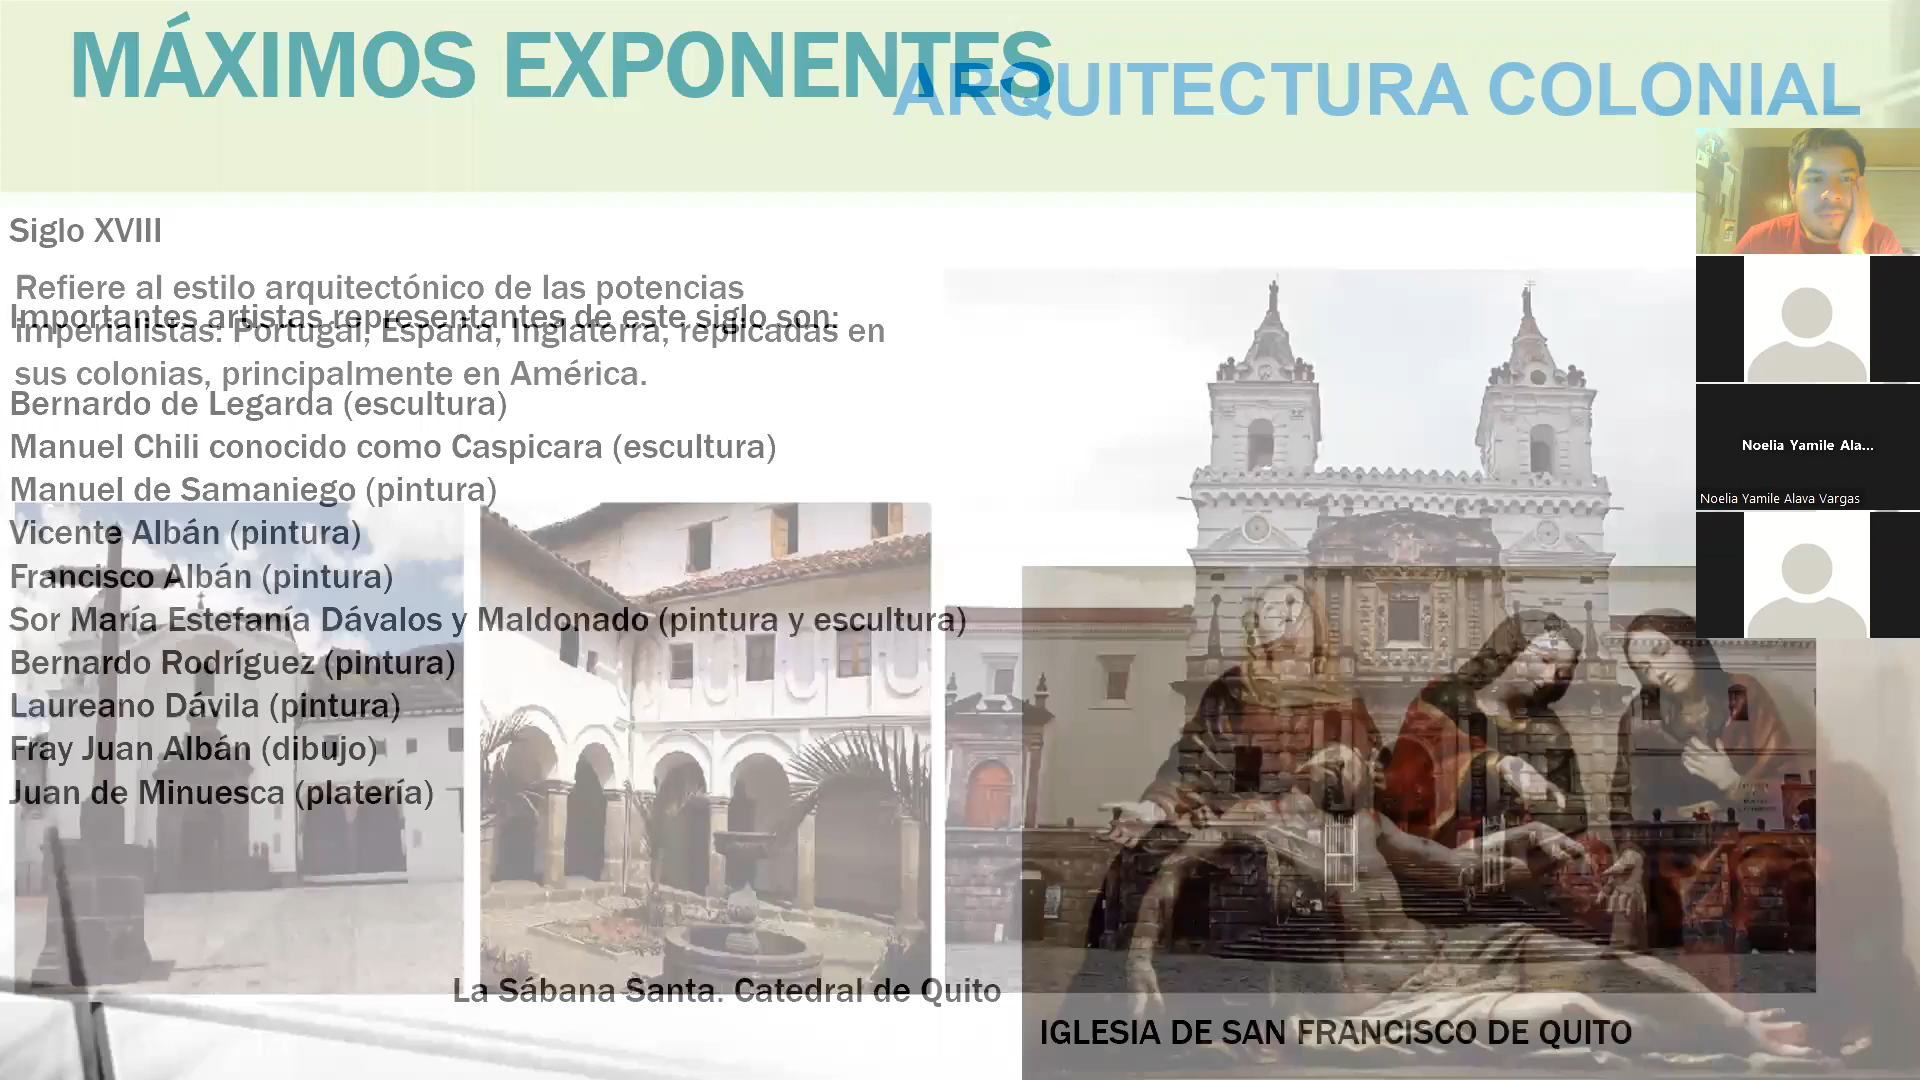 MÁXIMOS EXPONENTES
ARQUITECTURA COLONIAL
Siglo XVIII
Refiere al estilo arquitectónico de las potencias
Importantes artistas representantes de este siglo son:
imperialistas: Portugal, España, Inglaterra, replicadas en
sus colonias, principalmente en América.
Bernardo de Legarda (escultura)
Manuel Chili conocido como Caspicara (escultura)
Manuel de Samaniego (pintura)
Vicente Albán (pintura)
Francisco Albán (pintura)
Sor María Estefanía Dávalos y Maldonado (pintura y escultura)
Bernardo Rodríguez (pintura)
Laureano Dávila (pintura)
Fray Juan Albán (dibujo)
Juan de Minuesca (platería)
La Sábana Santa. Catedral de Quito
IGLESIA DE SAN FRANCISCO DE QUITO
Noelia Yamile Ala...
Noelia Yamile Alava Vargas